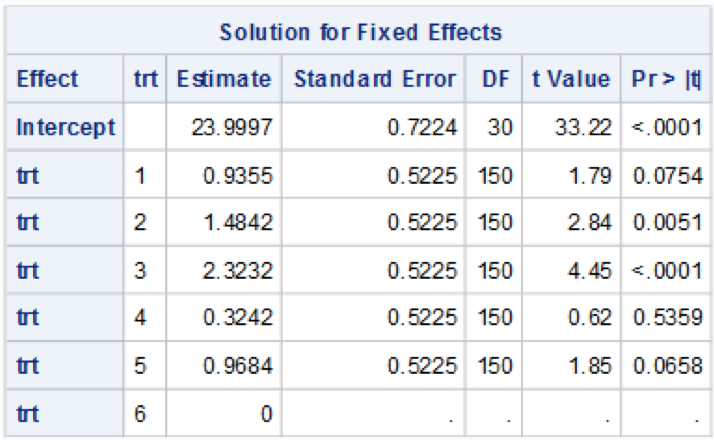 Solution for Fixed Effects
Effect trt Estimate Standard Error DF t Value Pr > |t|
Intercept 23.9997 0.7224 30 33.22 <.0001
trt 1 0.9355 0.5225 150 1.79 0.0754
trt 2 1.4842 0.5225 150 2.84 0.0051
trt 3 2.3232 0.5225 150 4.45 <.0001
trt 4 0.3242 0.5225 150 0.62 0.5359
trt 5 0.9684 0.5225 150 1.85 0.0658
trt 6 0 . . . .